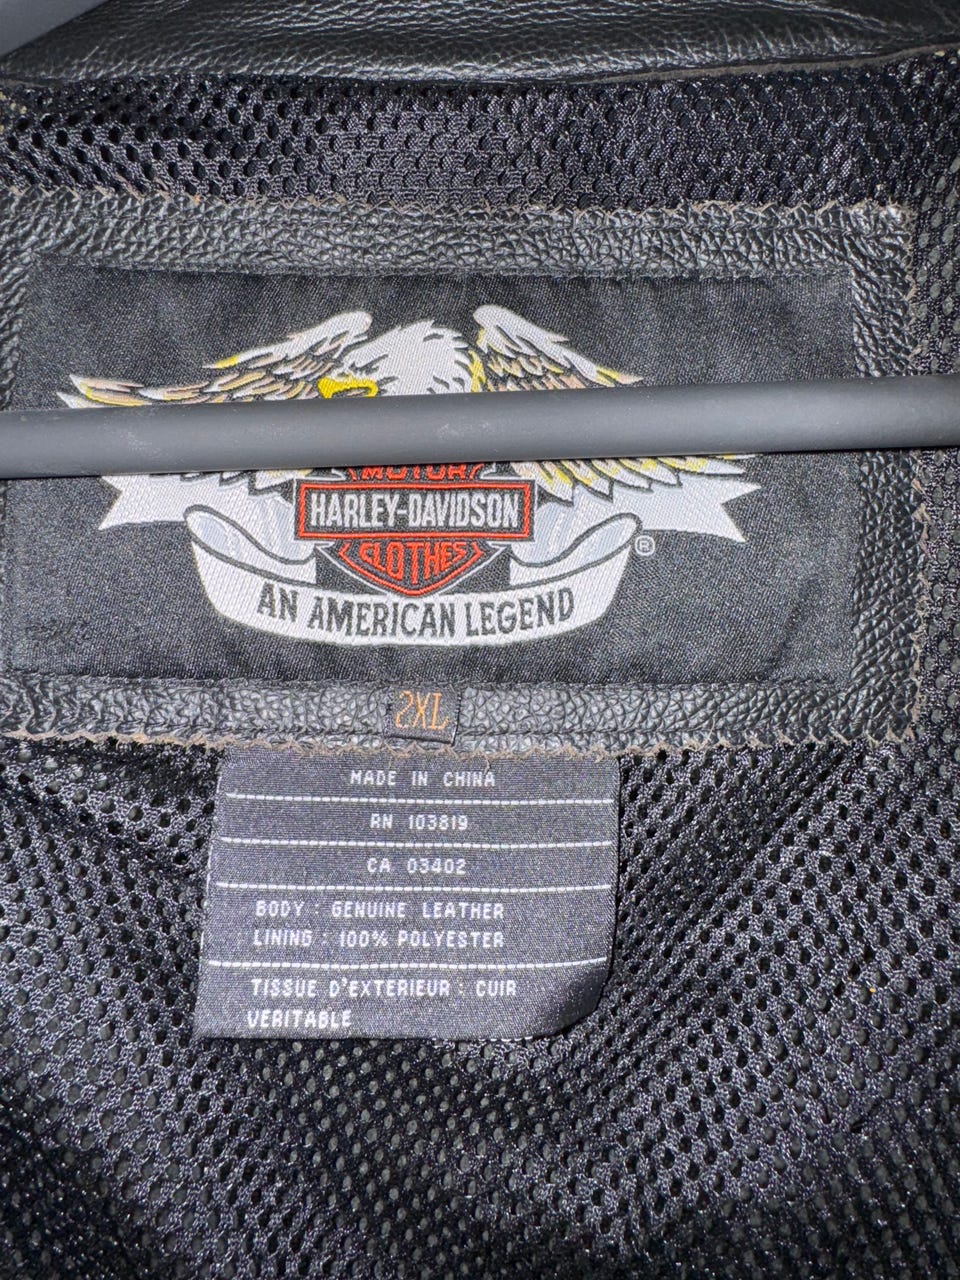 MOTOR
HARLEY-DAVIDSON
®
CLOTHES
AN AMERICAN LEGEND
2XL
MADE IN CHINA
RN 103819
CA 03402
BODY : GENUINE LEATHER
LINING : 100% POLYESTER
TISSUE D'EXTERIEUR : CUIR
VERITABLE